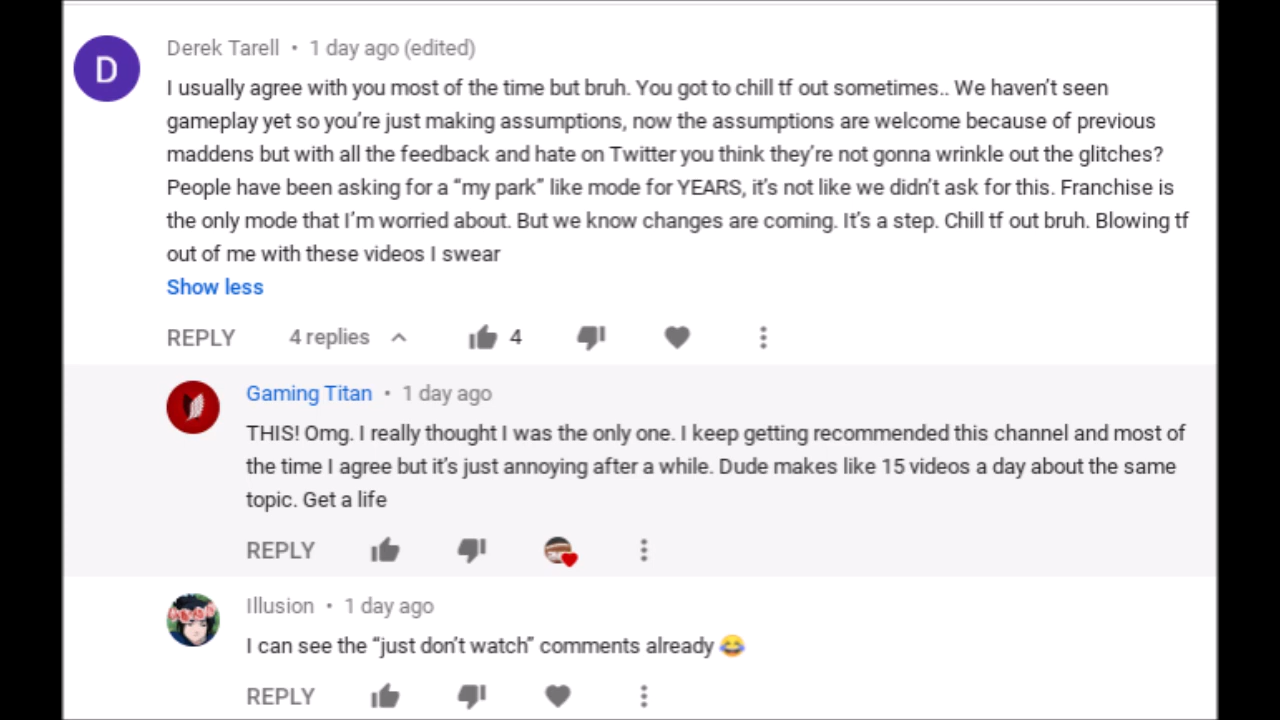 D
Derek Tarell • 1 day ago (edited)
I usually agree with you most of the time but bruh. You got to chill tf out sometimes.. We haven’t seen
gameplay yet so you’re just making assumptions, now the assumptions are welcome because of previous
maddens but with all the feedback and hate on Twitter you think they’re not gonna wrinkle out the glitches?
People have been asking for a “my park” like mode for YEARS, it’s not like we didn’t ask for this. Franchise is
the only mode that I’m worried about. But we know changes are coming. It’s a step. Chill tf out bruh. Blowing tf
out of me with these videos I swear
Show less
REPLY 4 replies 4
Gaming Titan • 1 day ago
THIS! Omg. I really thought I was the only one. I keep getting recommended this channel and most of
the time I agree but it’s just annoying after a while. Dude makes like 15 videos a day about the same
topic. Get a life
REPLY
Illusion • 1 day ago
I can see the “just don’t watch” comments already 😂
REPLY